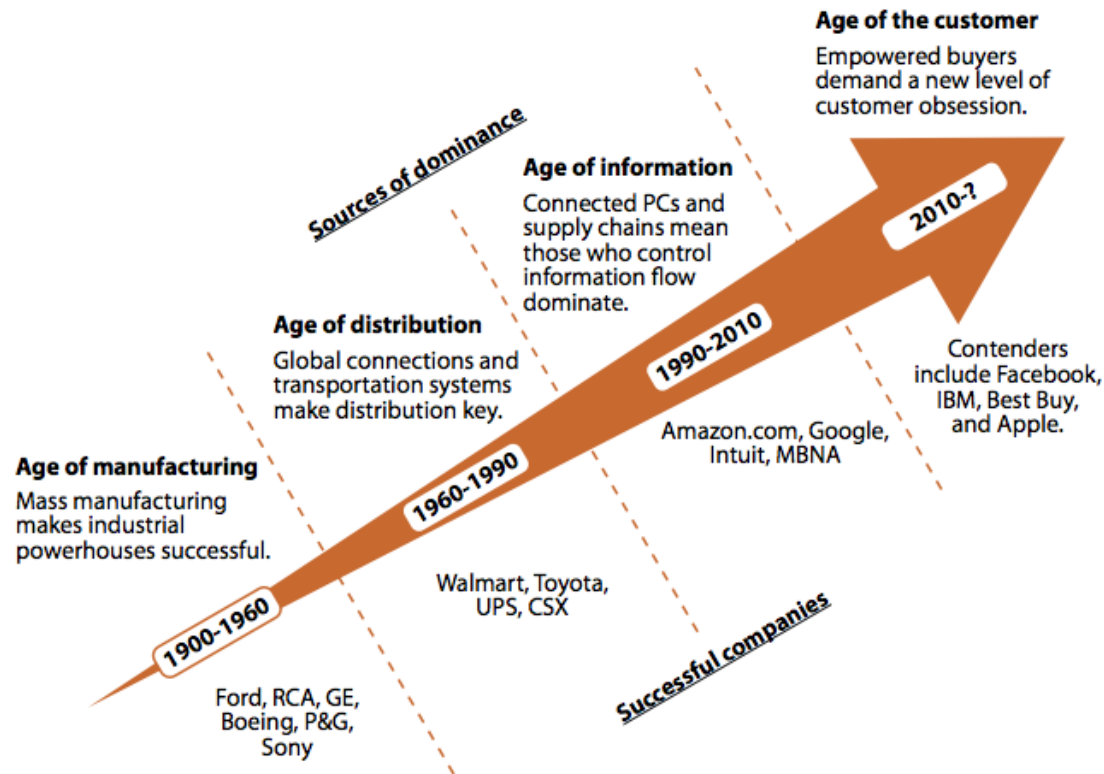 Age of the customer
Empowered buyers
demand a new level of
customer obsession.
Sources of dominance
Age of information
Connected PCs and
supply chains mean
those who control
information flow
dominate.
2010-?
Age of distribution
Global connections and
transportation systems
make distribution key.
1990-2010
Contenders
include Facebook,
IBM, Best Buy,
and Apple.
Amazon.com, Google,
Intuit, MBNA
Age of manufacturing
Mass manufacturing
makes industrial
powerhouses successful.
1960-1990
Walmart, Toyota,
UPS, CSX
1900-1960
Successful companies
Ford, RCA, GE,
Boeing, P&G,
Sony